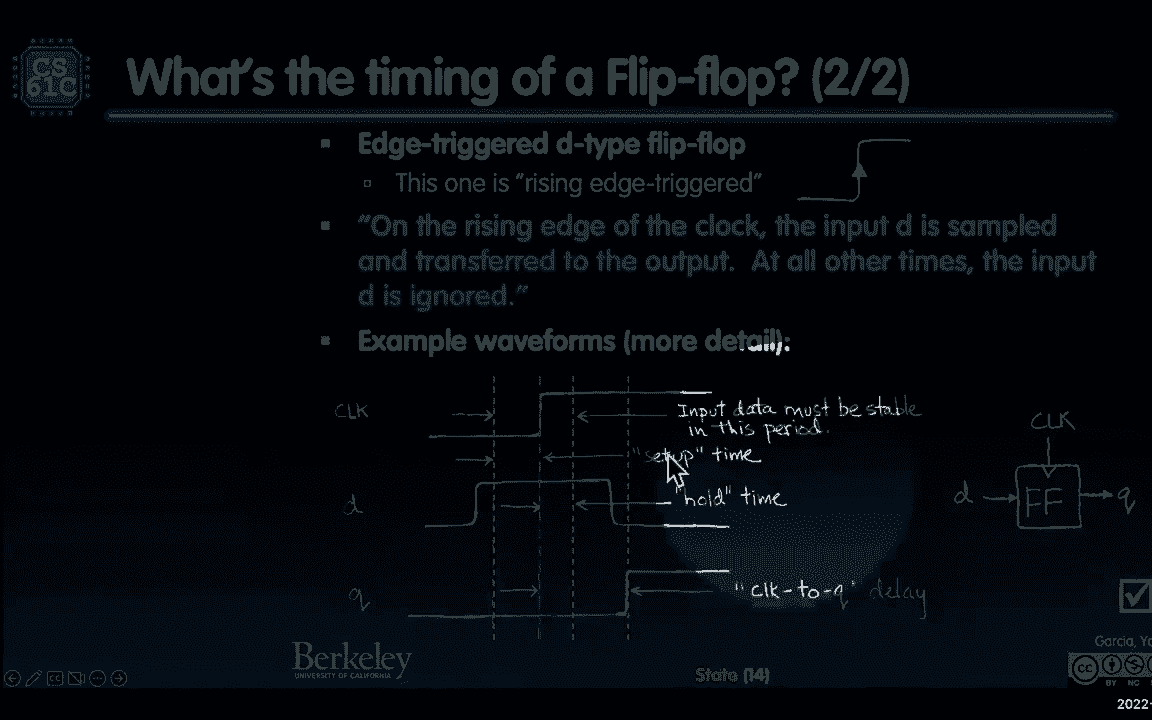 CS
61C
What's the timing of a Flip-flop? (2/2)
Edge-triggered d-type flip-flop
This one is "rising edge-triggered"
"On the rising edge of the clock, the input d is sampled
and transferred to the output. At all other times, the input
d is ignored."
Example waveforms (more detail):
CLK
Input data must be stable
in this period.
"setup" time
d
"hold" time
q
"clk-to-q" delay
CLK
d
FF
q
Berkeley
UNIVERSITY OF CALIFORNIA
State (14)
Garcia,
cc
BY NC
2022-